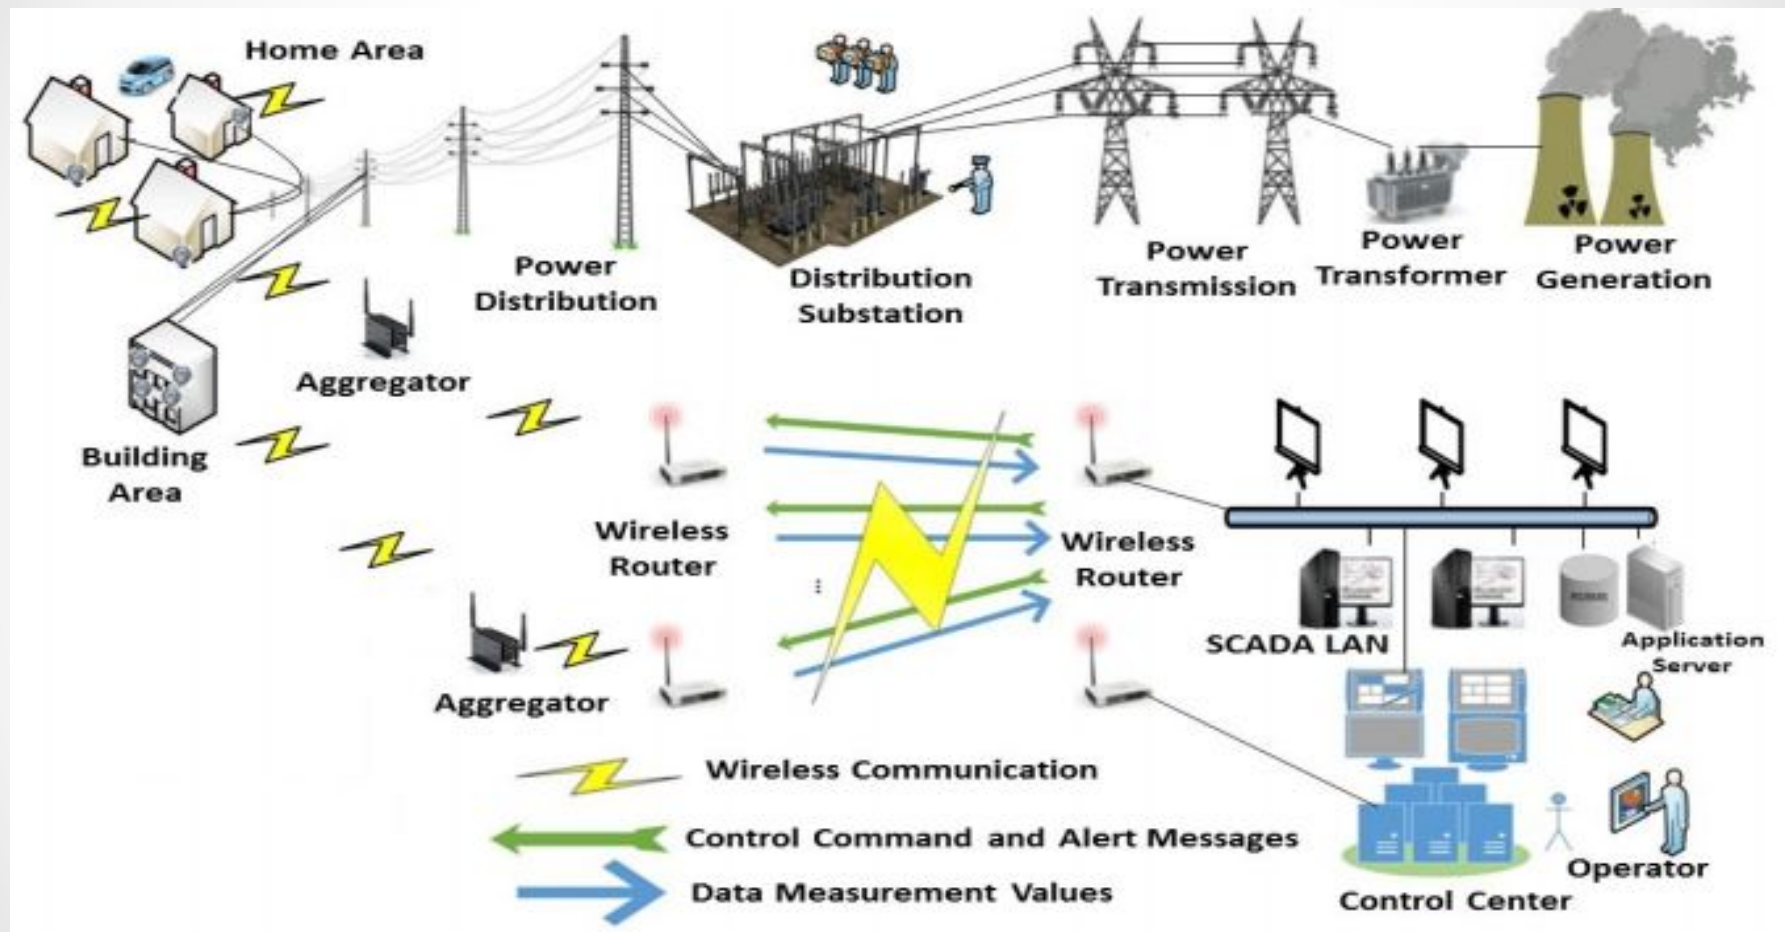 Home Area
Power
Distribution
Distribution
Substation
Power
Transmission
Power
Transformer
Power
Generation
Aggregator
Building
Area
Wireless
Router
Wireless
Router
SCADA LAN
Application
Server
Aggregator
Wireless Communication
Control Command and Alert Messages
Data Measurement Values
Operator
Control Center